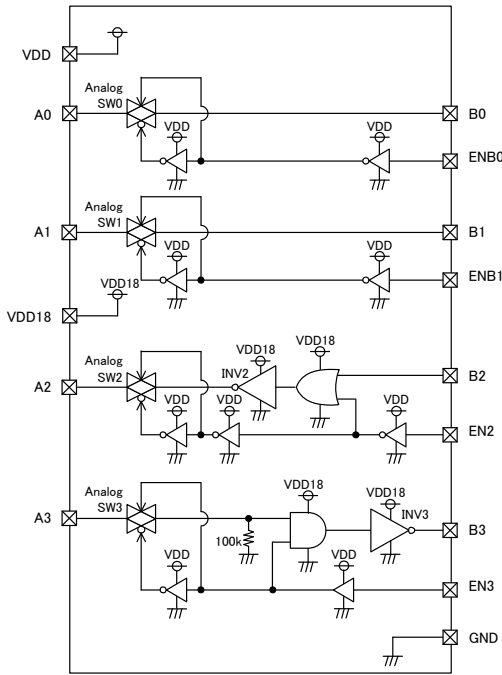 VDD
Analog
SW0
A0
B0
VDD
VDD
ENB0
Analog
SW1
A1
B1
VDD
VDD
ENB1
VDD18
VDD18
VDD18
VDD18
B2
Analog
SW2
INV2
A2
VDD
VDD
VDD
EN2
Analog
SW3
VDD18
VDD18
A3
INV3
B3
100k
VDD
VDD
EN3
GND